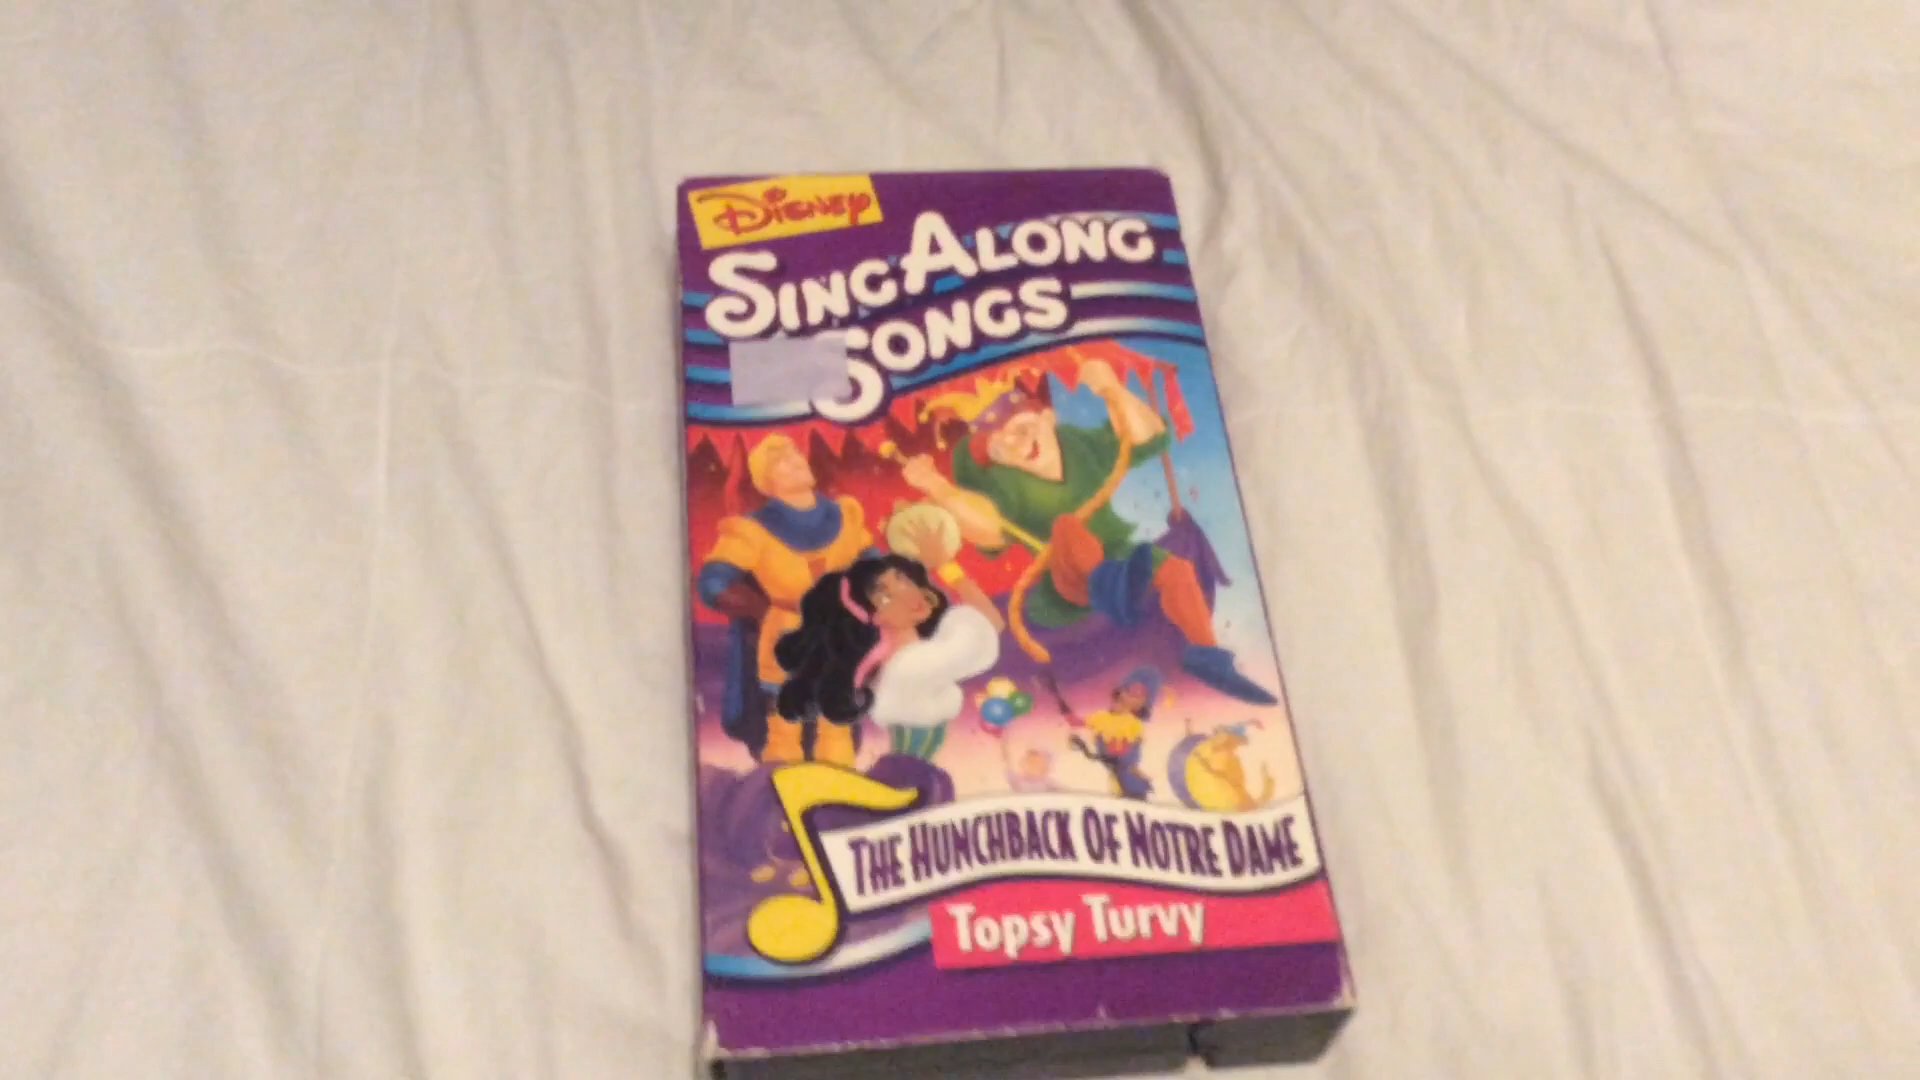 Disney
Sing Along
Songs
The Hunchback Of Notre Dame
Topsy Turvy